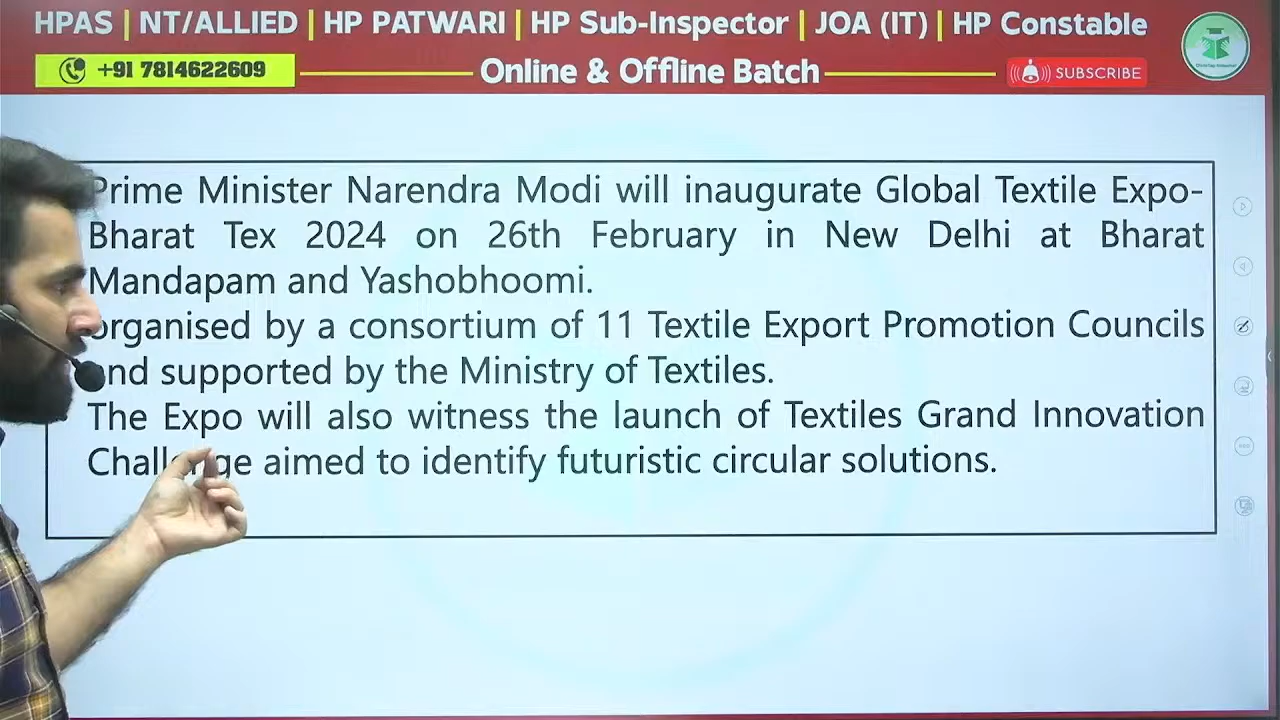 HPAS | NT/ALLIED | HP PATWARI | HP Sub-Inspector | JOA (IT) | HP Constable
+91 7814622609
Online & Offline Batch
SUBSCRIBE
Prime Minister Narendra Modi will inaugurate Global Textile Expo-
Bharat Tex 2024 on 26th February in New Delhi at Bharat
Mandapam and Yashobhoomi.
organised by a consortium of 11 Textile Export Promotion Councils
and supported by the Ministry of Textiles.
The Expo will also witness the launch of Textiles Grand Innovation
Challenge aimed to identify futuristic circular solutions.